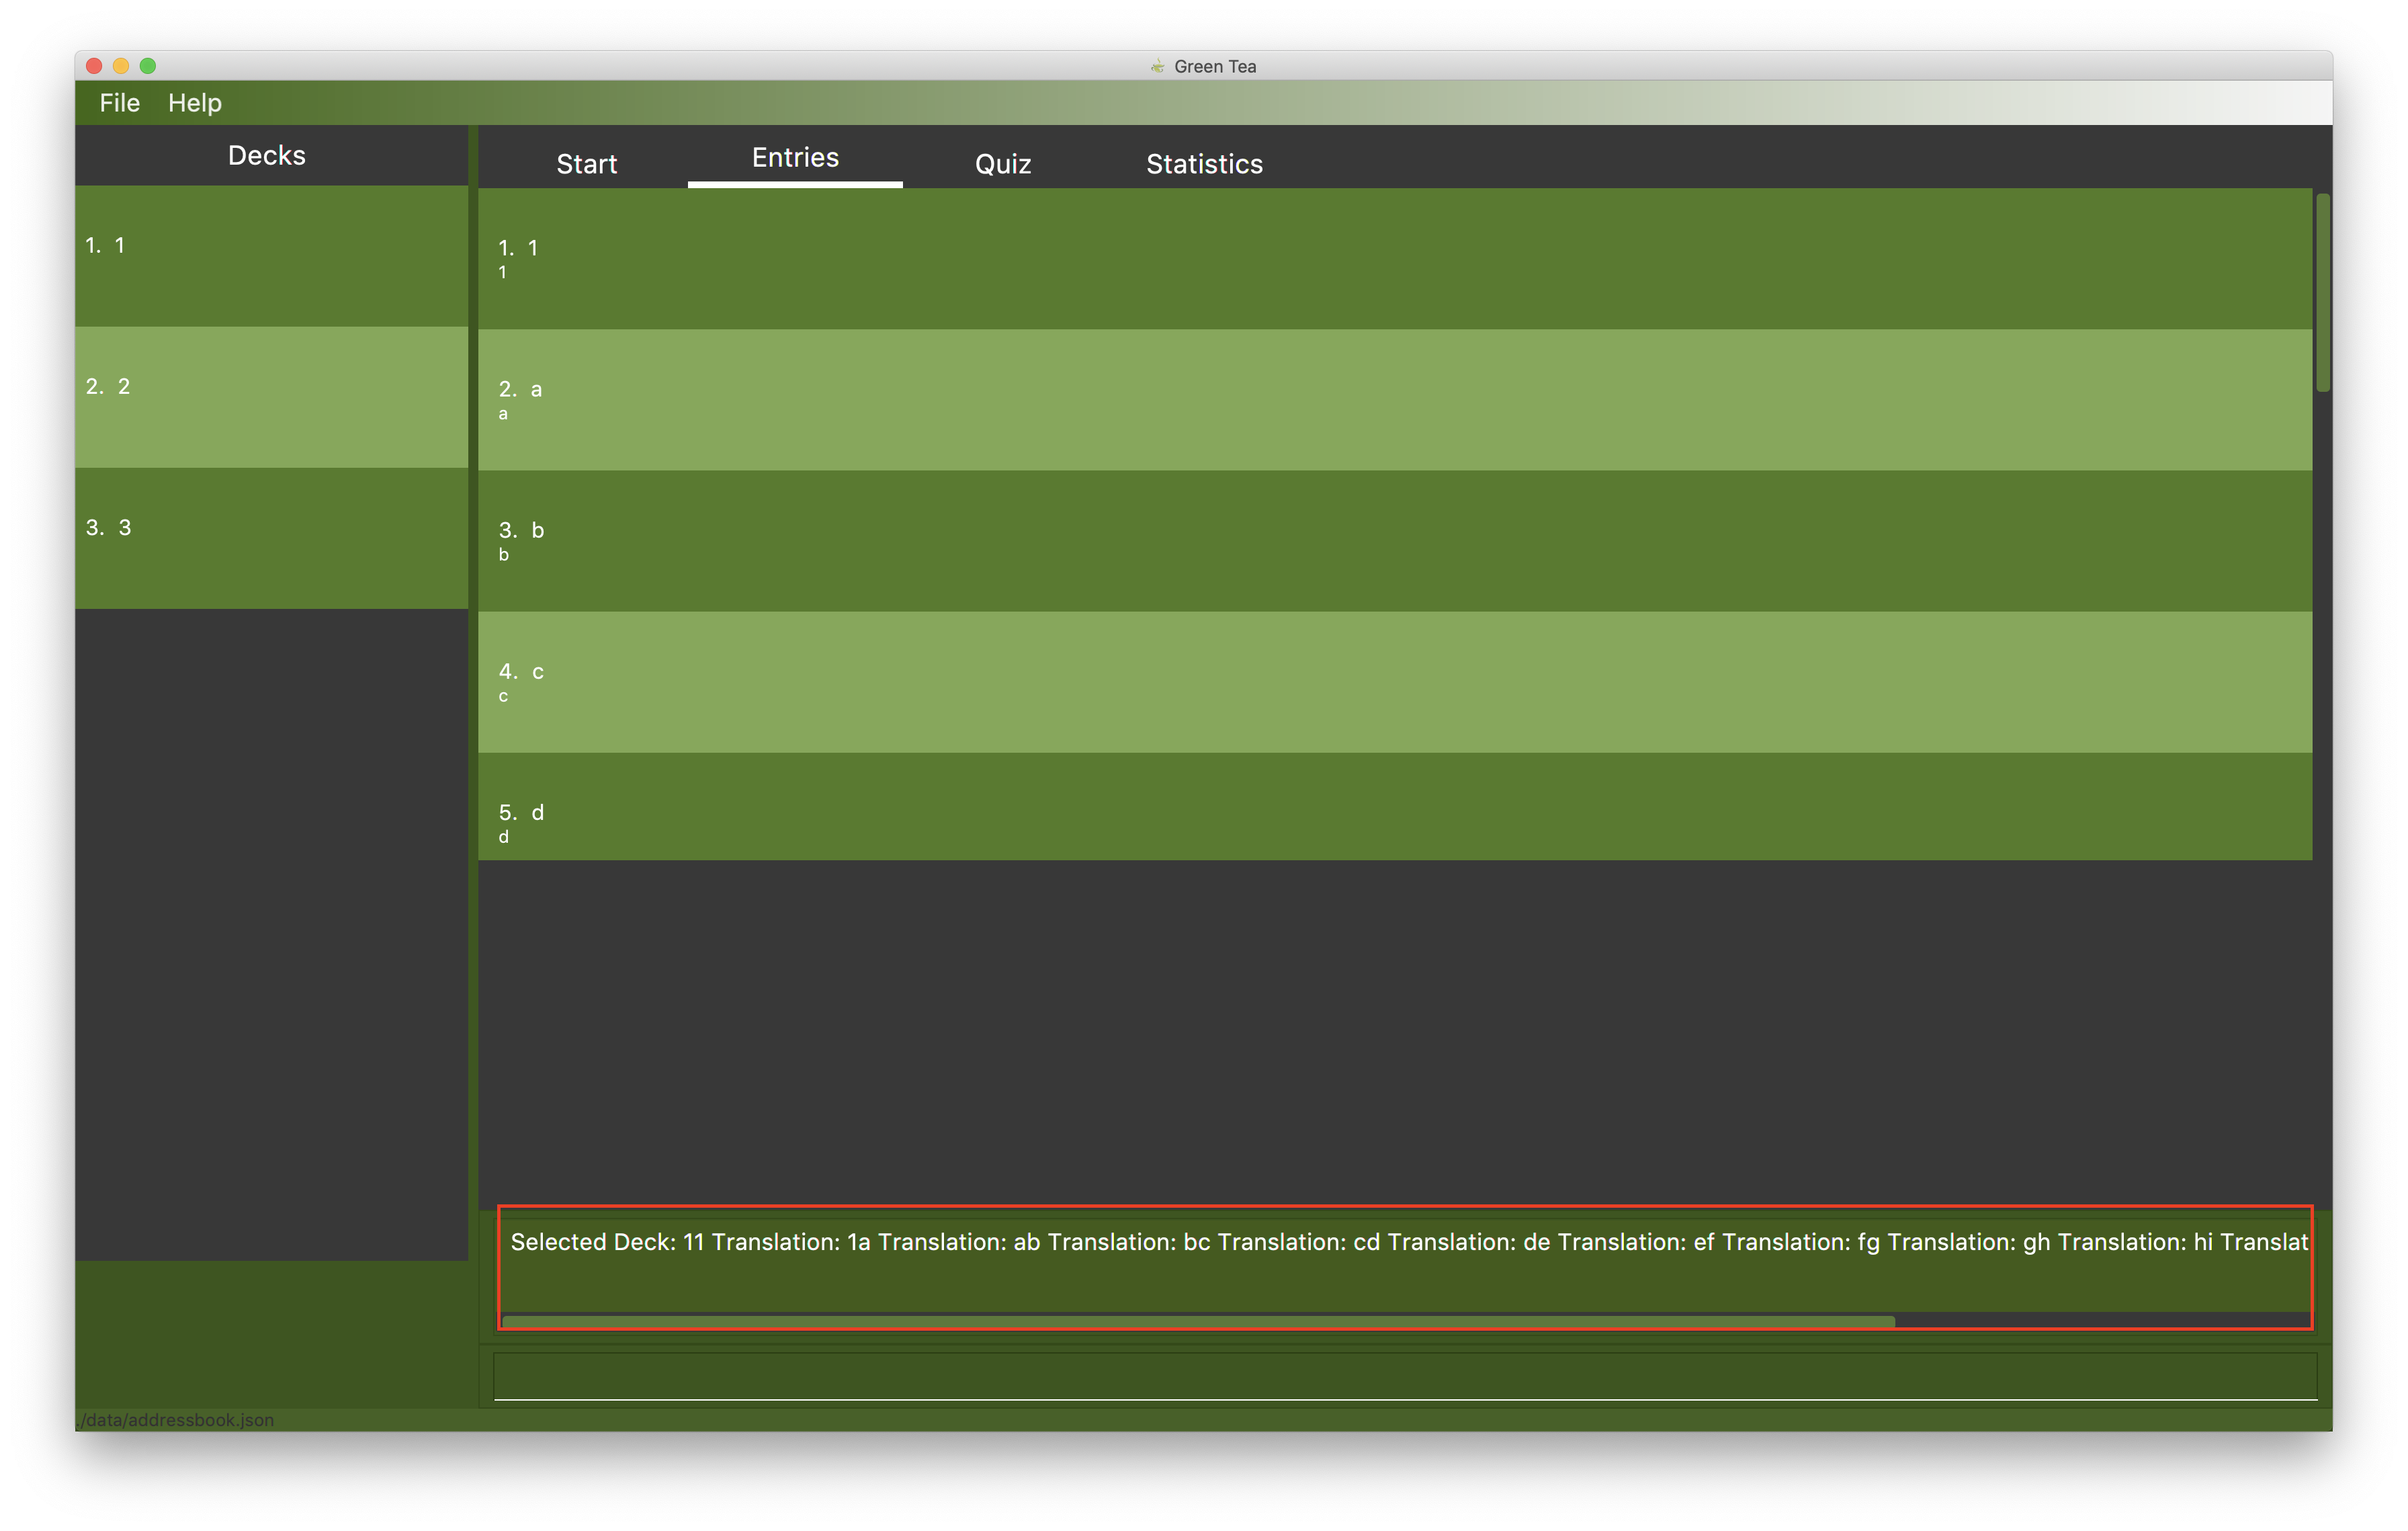 Green Tea
File Help
Decks
Start Entries Quiz Statistics
1. 1
2. 2
3. 3
1. 1
1
2. a
a
3. b
b
4. c
c
5. d
d
Selected Deck: 11 Translation: 1a Translation: ab Translation: bc Translation: cd Translation: de Translation: ef Translation: fg Translation: gh Translation: hi Translat
./data/addressbook.json